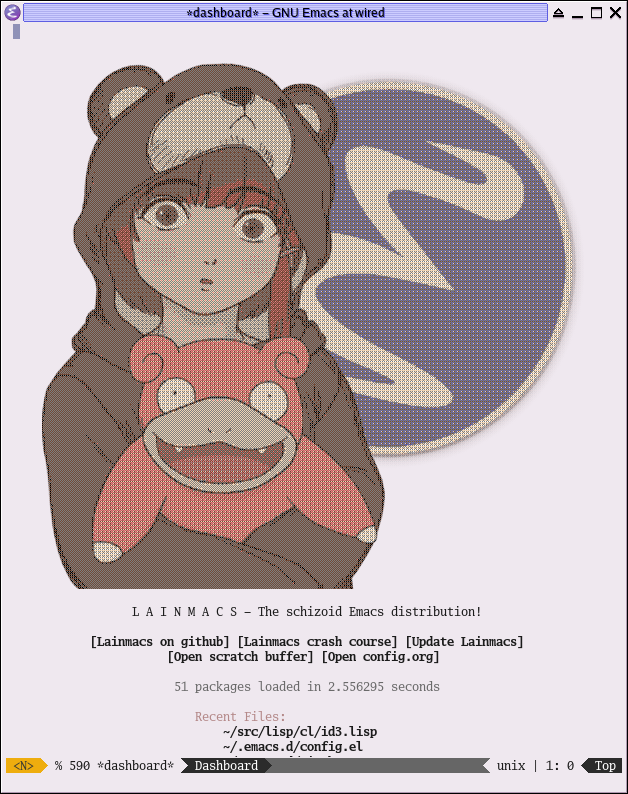 *dashboard* – GNU Emacs at wired
L A I N M A C S – The schizoid Emacs distribution!
[Lainmacs on github] [Lainmacs crash course] [Update Lainmacs]
[Open scratch buffer] [Open config.org]
51 packages loaded in 2.556295 seconds
Recent Files:
~/src/lisp/cl/id3.lisp
~/.emacs.d/config.el
<N> % 590 *dashboard* Dashboard unix | 1: 0 Top